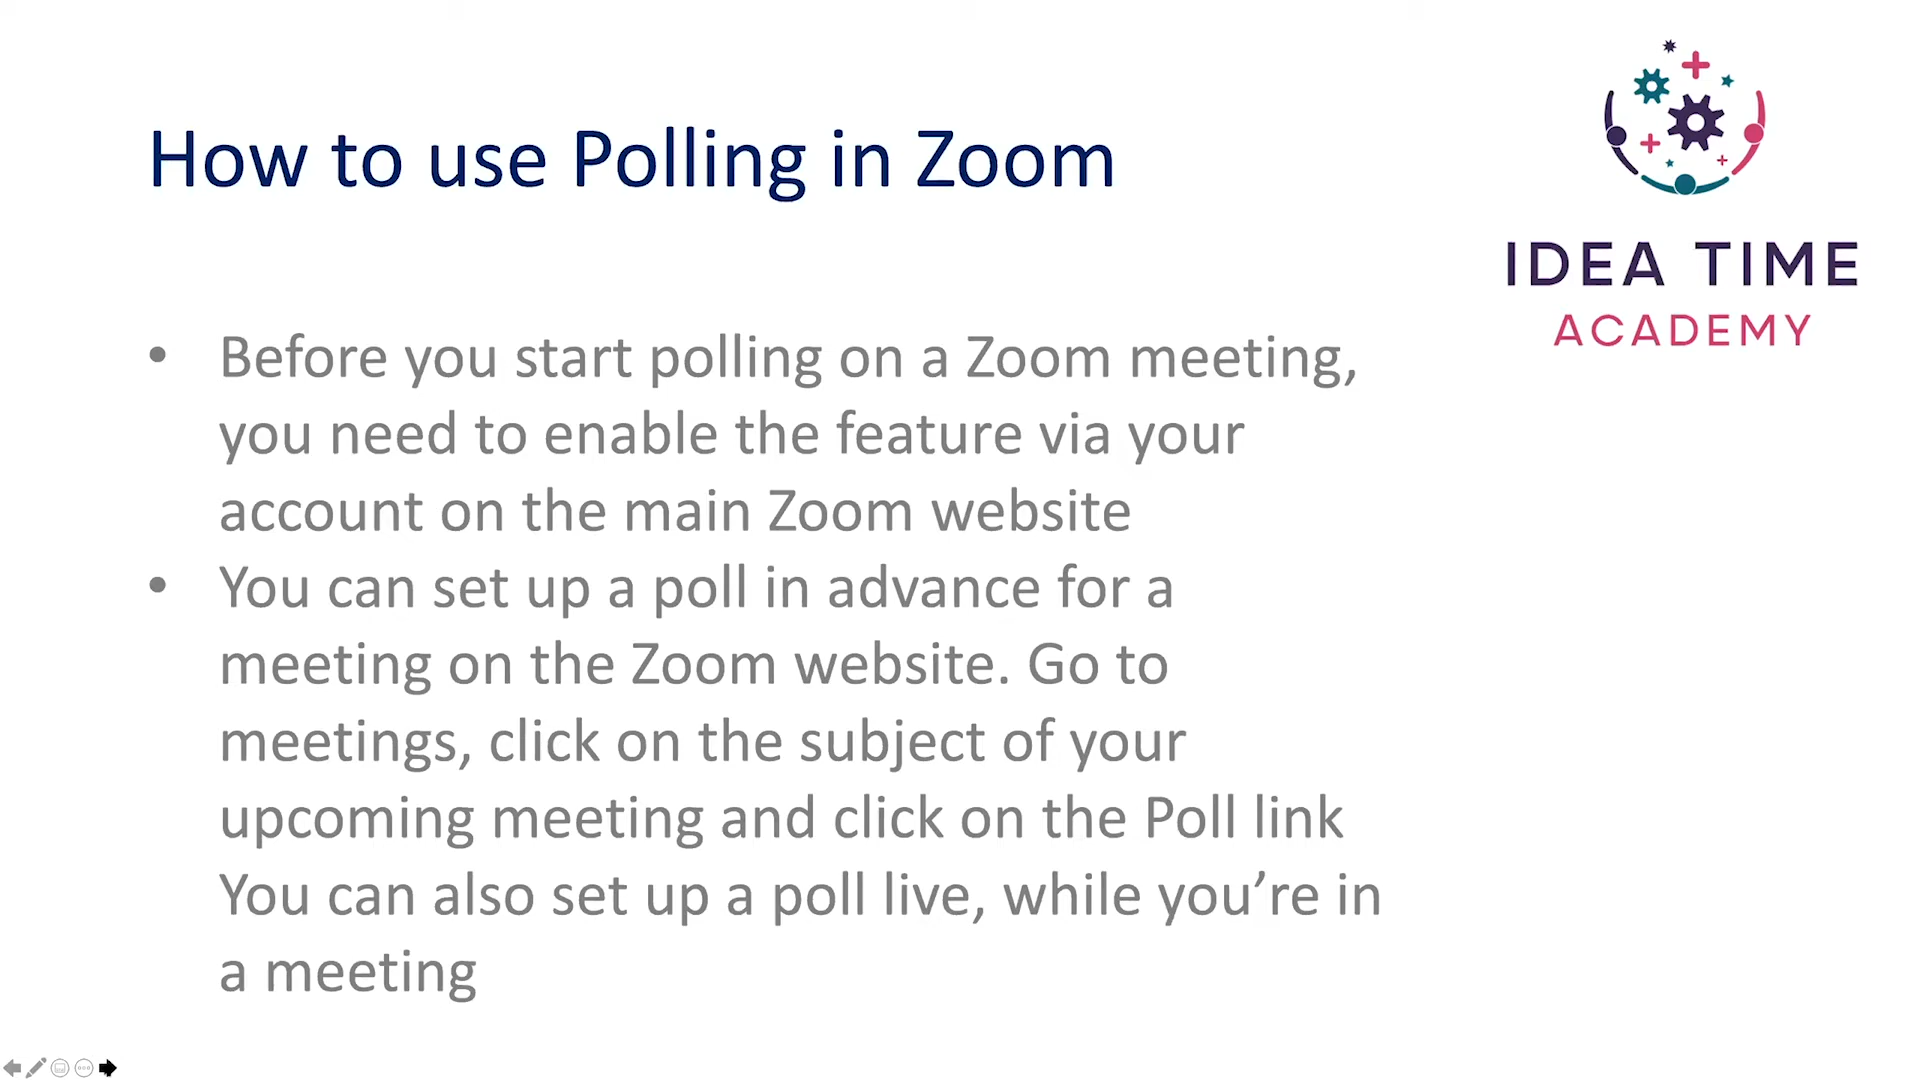 How to use Polling in Zoom
IDEA TIME
ACADEMY
• Before you start polling on a Zoom meeting,
you need to enable the feature via your
account on the main Zoom website
• You can set up a poll in advance for a
meeting on the Zoom website. Go to
meetings, click on the subject of your
upcoming meeting and click on the Poll link
You can also set up a poll live, while you’re in
a meeting